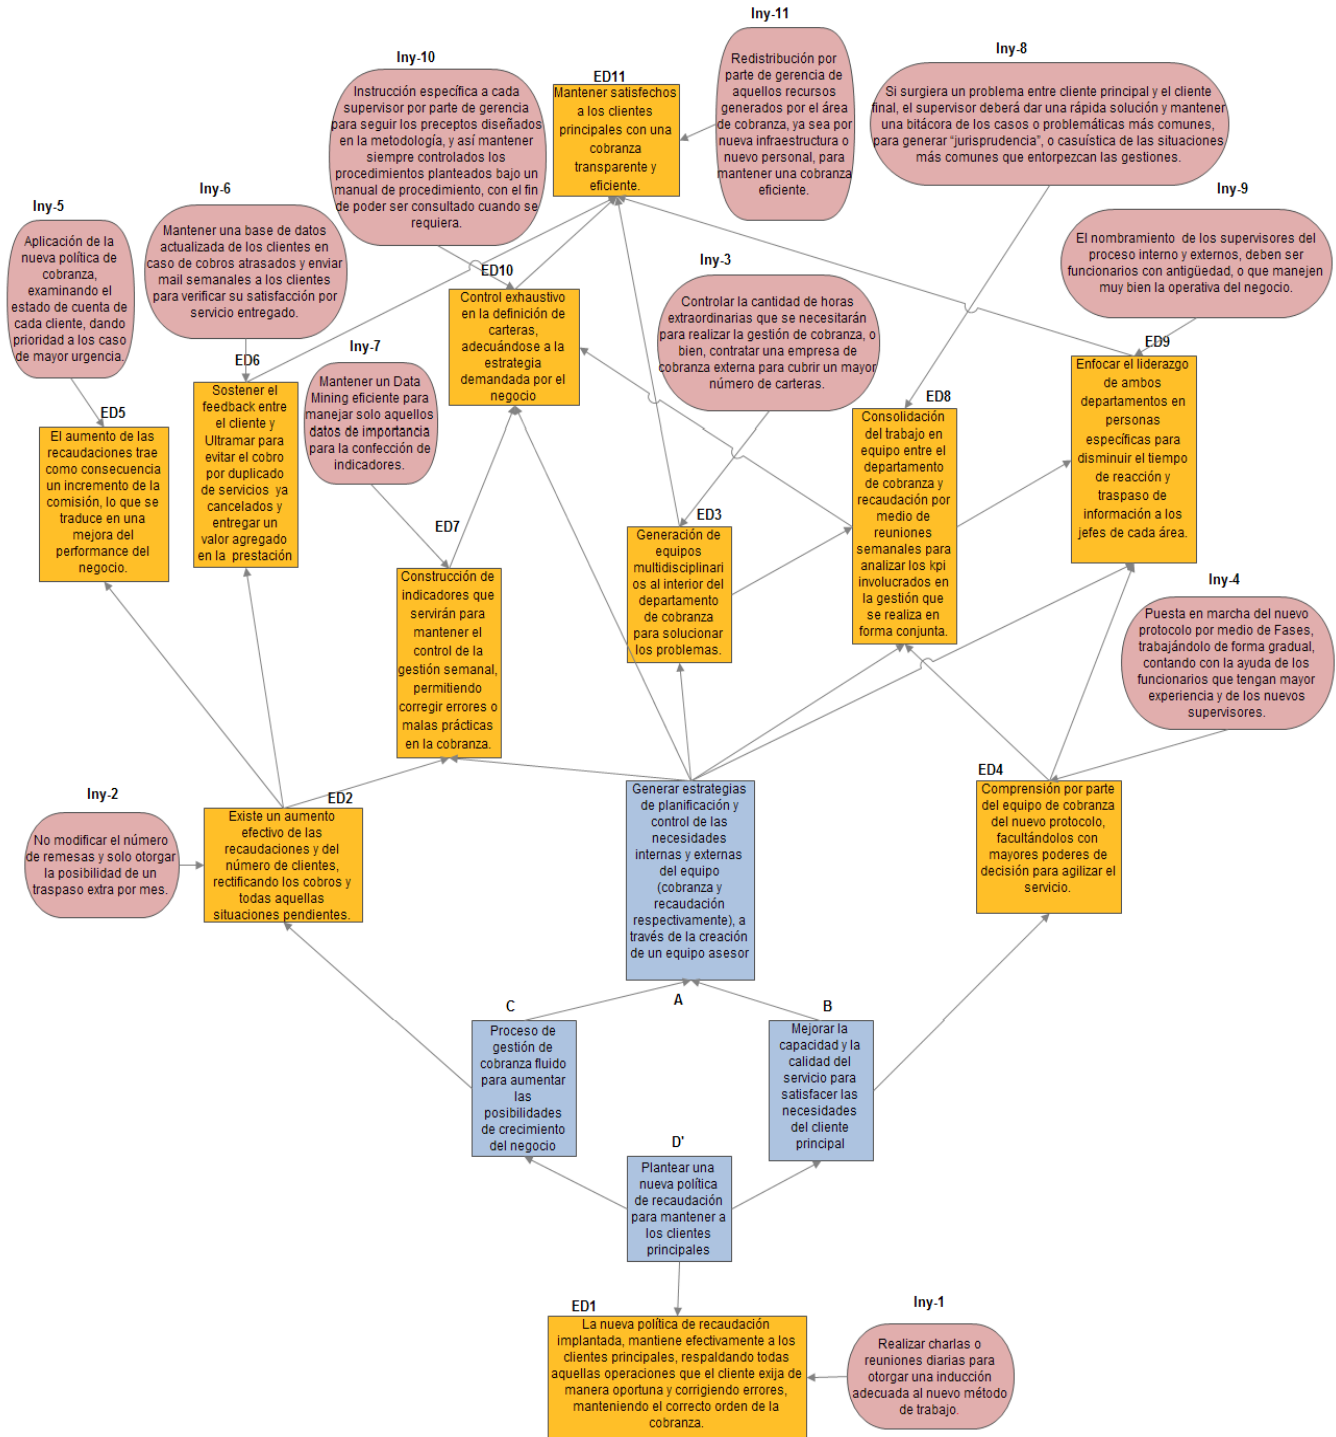 Iny-11
Redistribución por
parte de gerencia de
aquellos recursos
generados por el área
de cobranza, ya sea por
nueva infraestructura o
nuevo personal, para
mantener una cobranza
eficiente.
Iny-8
Si surgiera un problema entre cliente principal y el cliente
final, el supervisor deberá dar una rápida solución y mantener
una bitácora de los casos o problemáticas más comunes,
para generar “jurisprudencia”, o casuística de las situaciones
más comunes que entorpezcan las gestiones.
Iny-10
Instrucción específica a cada
supervisor por parte de gerencia
para seguir los preceptos diseñados
en la metodología, y así mantener
siempre controlados los
procedimientos planteados bajo un
manual de procedimiento, con el fin
de poder ser consultado cuando se
requiera.
ED11
Mantener satisfechos
a los clientes
principales con una
cobranza
transparente y
eficiente.
Iny-6
Mantener una base de datos
actualizada de los clientes en
caso de cobros atrasados y enviar
mail semanales a los clientes
para verificar su satisfacción por
servicio entregado.
Iny-9
El nombramiento de los supervisores del
proceso interno y externos, deben ser
funcionarios con antigüedad, o que manejen
muy bien la operativa del negocio.
Iny-5
Aplicación de la
nueva política de
cobranza,
examinando el
estado de cuenta de
cada cliente, dando
prioridad a los caso
de mayor urgencia.
Iny-3
Controlar la cantidad de horas
extraordinarias que se necesitarán
para realizar la gestión de cobranza, o
bien, contratar una empresa de
cobranza externa para cubrir un mayor
número de carteras.
ED10
Control exhaustivo
en la definición de
carteras,
adecuándose a la
estrategia
demandada por el
negocio
Iny-7
Mantener un Data
Mining eficiente para
manejar solo aquellos
datos de importancia
para la confección de
indicadores.
ED6
Sostener el
feedback entre
el cliente y
Ultramar para
evitar el cobro
por duplicado
de servicios ya
cancelados y
entregar un
valor agregado
en la prestación
ED9
Enfocar el liderazgo
de ambos
departamentos en
personas
específicas para
disminuir el tiempo
de reacción y
traspaso de
información a los
jefes de cada área.
ED5
El aumento de las
recaudaciones trae
como consecuencia
un incremento de la
comisión, lo que se
traduce en una
mejora del
performance del
negocio.
ED8
Consolidación
del trabajo en
equipo entre el
departamento
de cobranza y
recaudación por
medio de
reuniones
semanales para
analizar los kpi
involucrados en
la gestión que
se realiza en
forma conjunta.
ED7
Construcción de
indicadores que
servirán para
mantener el
control de la
gestión semanal,
permitiendo
corregir errores o
malas prácticas
en la cobranza.
ED3
Generación de
equipos
multidisciplinari
os al interior del
departamento
de cobranza
para solucionar
los problemas.
Iny-4
Puesta en marcha del nuevo
protocolo por medio de Fases,
trabajándolo de forma gradual,
contando con la ayuda de los
funcionarios que tengan mayor
experiencia y de los nuevos
supervisores.
Iny-2
No modificar el número
de remesas y solo otorgar
la posibilidad de un
traspaso extra por mes.
ED2
Existe un aumento
efectivo de las
recaudaciones y del
número de clientes,
rectificando los cobros y
todas aquellas
situaciones pendientes.
Generar estrategias
de planificación y
control de las
necesidades
internas y externas
del equipo
(cobranza y
recaudación
respectivamente), a
través de la creación
de un equipo asesor
A
ED4
Comprensión por parte
del equipo de cobranza
del nuevo protocolo,
facultándolos con
mayores poderes de
decisión para agilizar el
servicio.
C
Proceso de
gestión de
cobranza fluido
para aumentar
las
posibilidades
de crecimiento
del negocio
B
Mejorar la
capacidad y la
calidad del
servicio para
satisfacer las
necesidades
del cliente
principal
D'
Plantear una
nueva política
de recaudación
para mantener a
los clientes
principales
ED1
La nueva política de recaudación
implantada, mantiene efectivamente a los
clientes principales, respaldando todas
aquellas operaciones que el cliente exija de
manera oportuna y corrigiendo errores,
manteniendo el correcto orden de la
cobranza.
Iny-1
Realizar charlas o
reuniones diarias para
otorgar una inducción
adecuada al nuevo método
de trabajo.